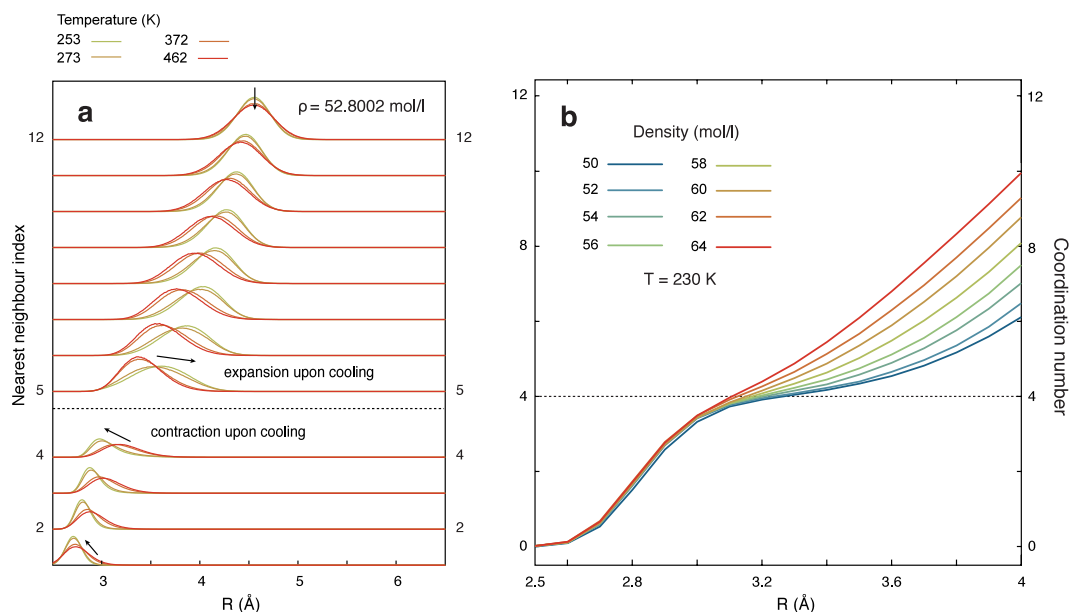 Temperature (K)
253 372
273 462
a
ρ = 52.8002 mol/l
12 12
expansion upon cooling
5 5
contraction upon cooling
4 4
2 2
3 4 5 6
R (Å)
Nearest neighbour index
b
Density (mol/l)
50 58
52 60
54 62
56 64
T = 230 K
12 12
8 8
4 4
0 0
2.5 2.8 3.2 3.6 4
R (Å)
Coordination number